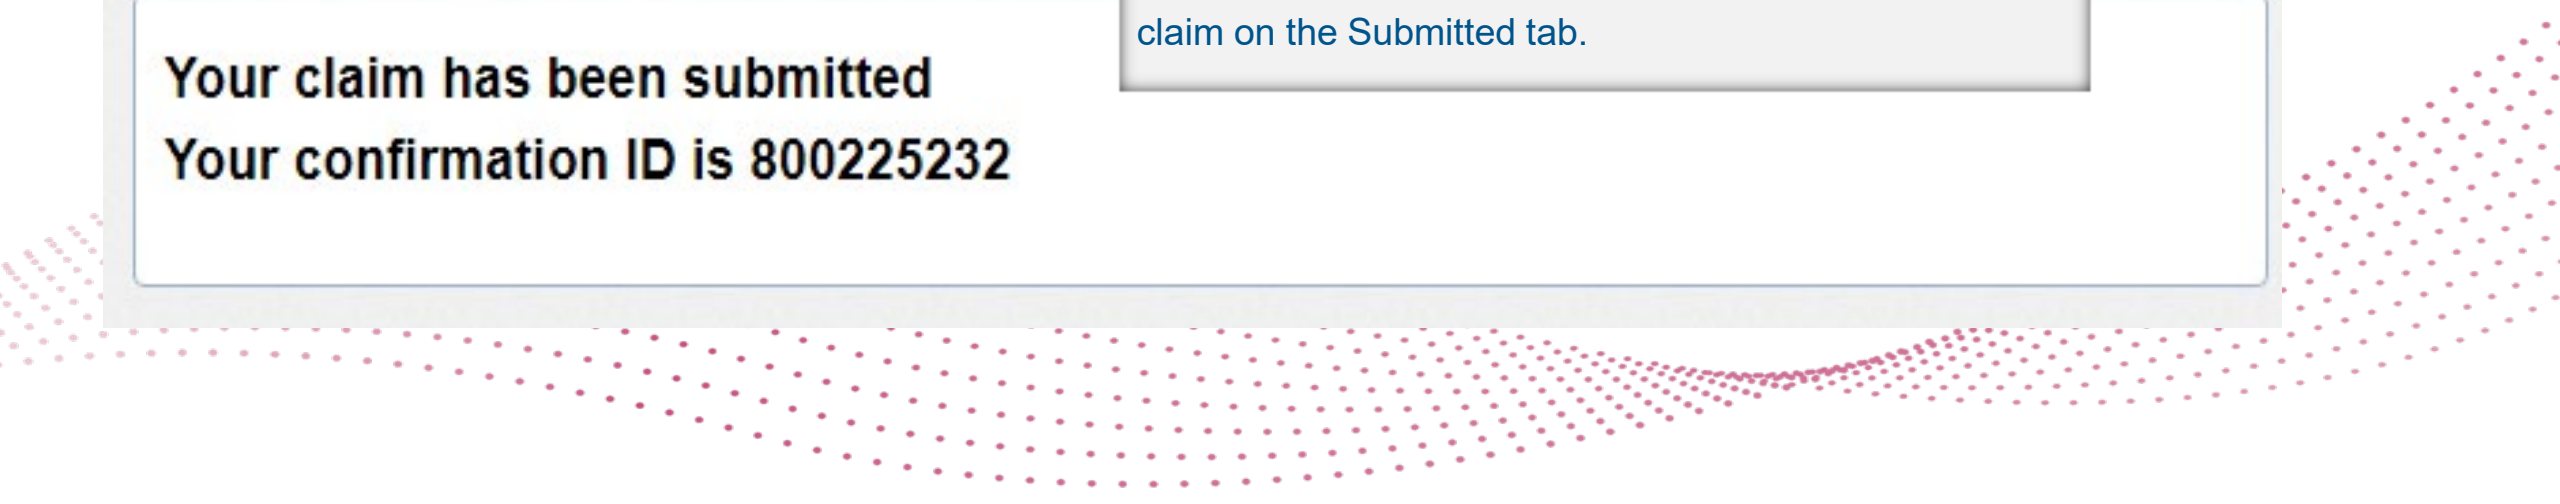 claim on the Submitted tab.
Your claim has been submitted
Your confirmation ID is 800225232